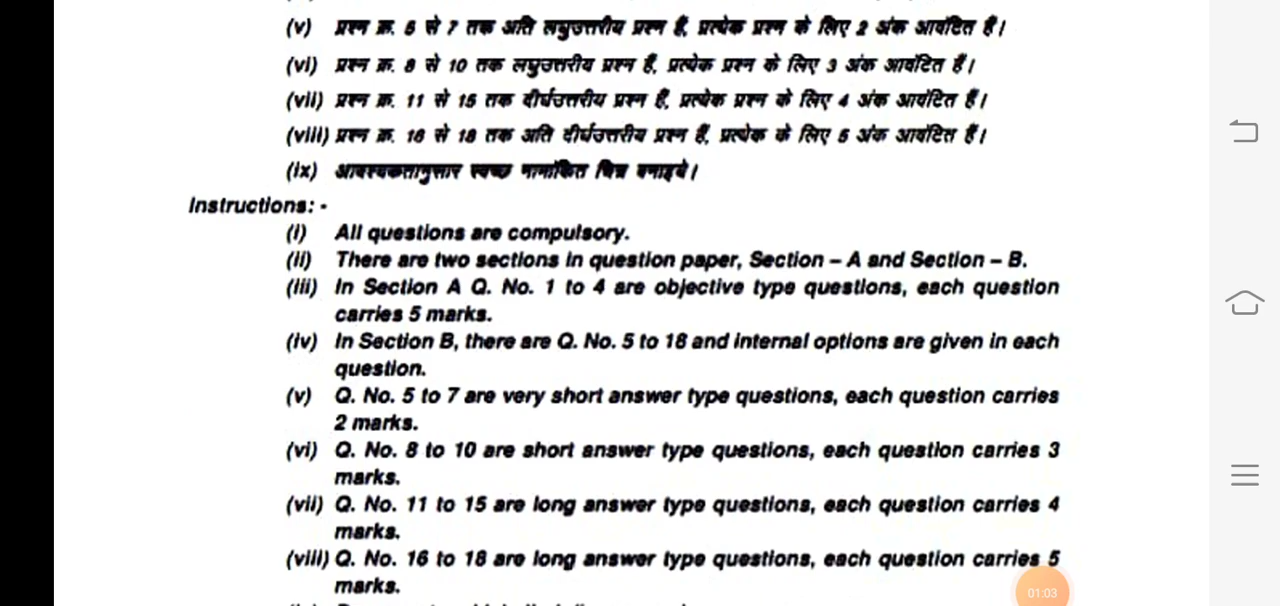 (v) प्रश्न क्र. 5 से 7 तक अति लघुउत्तरीय प्रश्न हैं, प्रत्येक प्रश्न के लिए 2 अंक आवंटित हैं।
(vi) प्रश्न क्र. 8 से 10 तक लघुउत्तरीय प्रश्न हैं, प्रत्येक प्रश्न के लिए 3 अंक आवंटित हैं।
(vii) प्रश्न क्र. 11 से 15 तक दीर्घउत्तरीय प्रश्न हैं, प्रत्येक प्रश्न के लिए 4 अंक आवंटित हैं।
(viii) प्रश्न क्र. 16 से 18 तक अति दीर्घउत्तरीय प्रश्न हैं, प्रत्येक के लिए 5 अंक आवंटित हैं।
(ix) आवश्यकतानुसार स्वच्छ नामांकित चित्र बनाइये।
Instructions: -
(i) All questions are compulsory.
(ii) There are two sections in question paper, Section – A and Section – B.
(iii) In Section A Q. No. 1 to 4 are objective type questions, each question
carries 5 marks.
(iv) In Section B, there are Q. No. 5 to 18 and internal options are given in each
question.
(v) Q. No. 5 to 7 are very short answer type questions, each question carries
2 marks.
(vi) Q. No. 8 to 10 are short answer type questions, each question carries 3
marks.
(vii) Q. No. 11 to 15 are long answer type questions, each question carries 4
marks.
(viii) Q. No. 16 to 18 are long answer type questions, each question carries 5
marks.
01:03